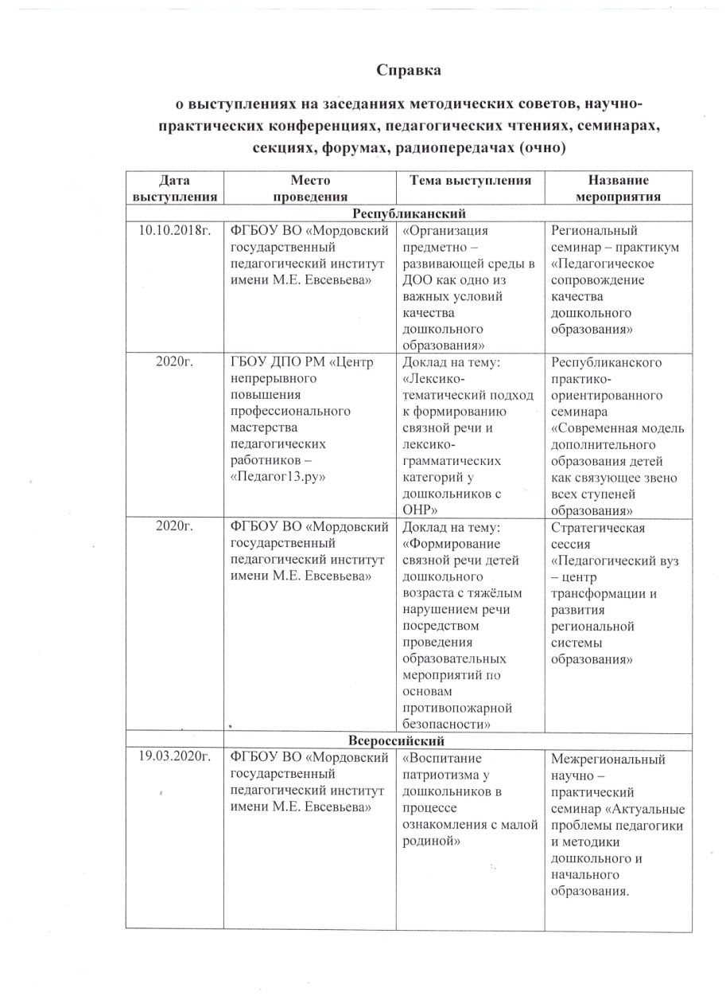 Справка
о выступлениях на заседаниях методических советов, научно-
практических конференциях, педагогических чтениях, семинарах,
секциях, форумах, радиопередачах (очно)
Дата
выступления
Место
проведения
Тема выступления
Название
мероприятия
Республиканский
10.10.2018г.
ФГБОУ ВО «Мордовский
государственный
педагогический институт
имени М.Е. Евсевьева»
«Организация
предметно –
развивающей среды в
ДОО как одно из
важных условий
качества
дошкольного
образования»
Региональный
семинар – практикум
«Педагогическое
сопровождение
качества
дошкольного
образования»
2020г.
ГБОУ ДПО РМ «Центр
непрерывного
повышения
профессионального
мастерства
педагогических
работников –
«Педагог13.ру»
Доклад на тему:
«Лексико-
тематический подход
к формированию
связной речи и
лексико-
грамматических
категорий у
дошкольников с
ОНР»
Республиканского
практико-
ориентированного
семинара
«Современная модель
дополнительного
образования детей
как связующее звено
всех ступеней
образования»
2020г.
ФГБОУ ВО «Мордовский
государственный
педагогический институт
имени М.Е. Евсевьева»
Доклад на тему:
«Формирование
связной речи детей
дошкольного
возраста с тяжёлым
нарушением речи
посредством
проведения
образовательных
мероприятий по
основам
противопожарной
безопасности»
Стратегическая
сессия
«Педагогический вуз
– центр
трансформации и
развития
региональной
системы
образования»
Всероссийский
19.03.2020г.
ФГБОУ ВО «Мордовский
государственный
педагогический институт
имени М.Е. Евсевьева»
«Воспитание
патриотизма у
дошкольников в
процессе
ознакомления с малой
родиной»
Межрегиональный
научно –
практический
семинар «Актуальные
проблемы педагогики
и методики
дошкольного и
начального
образования.